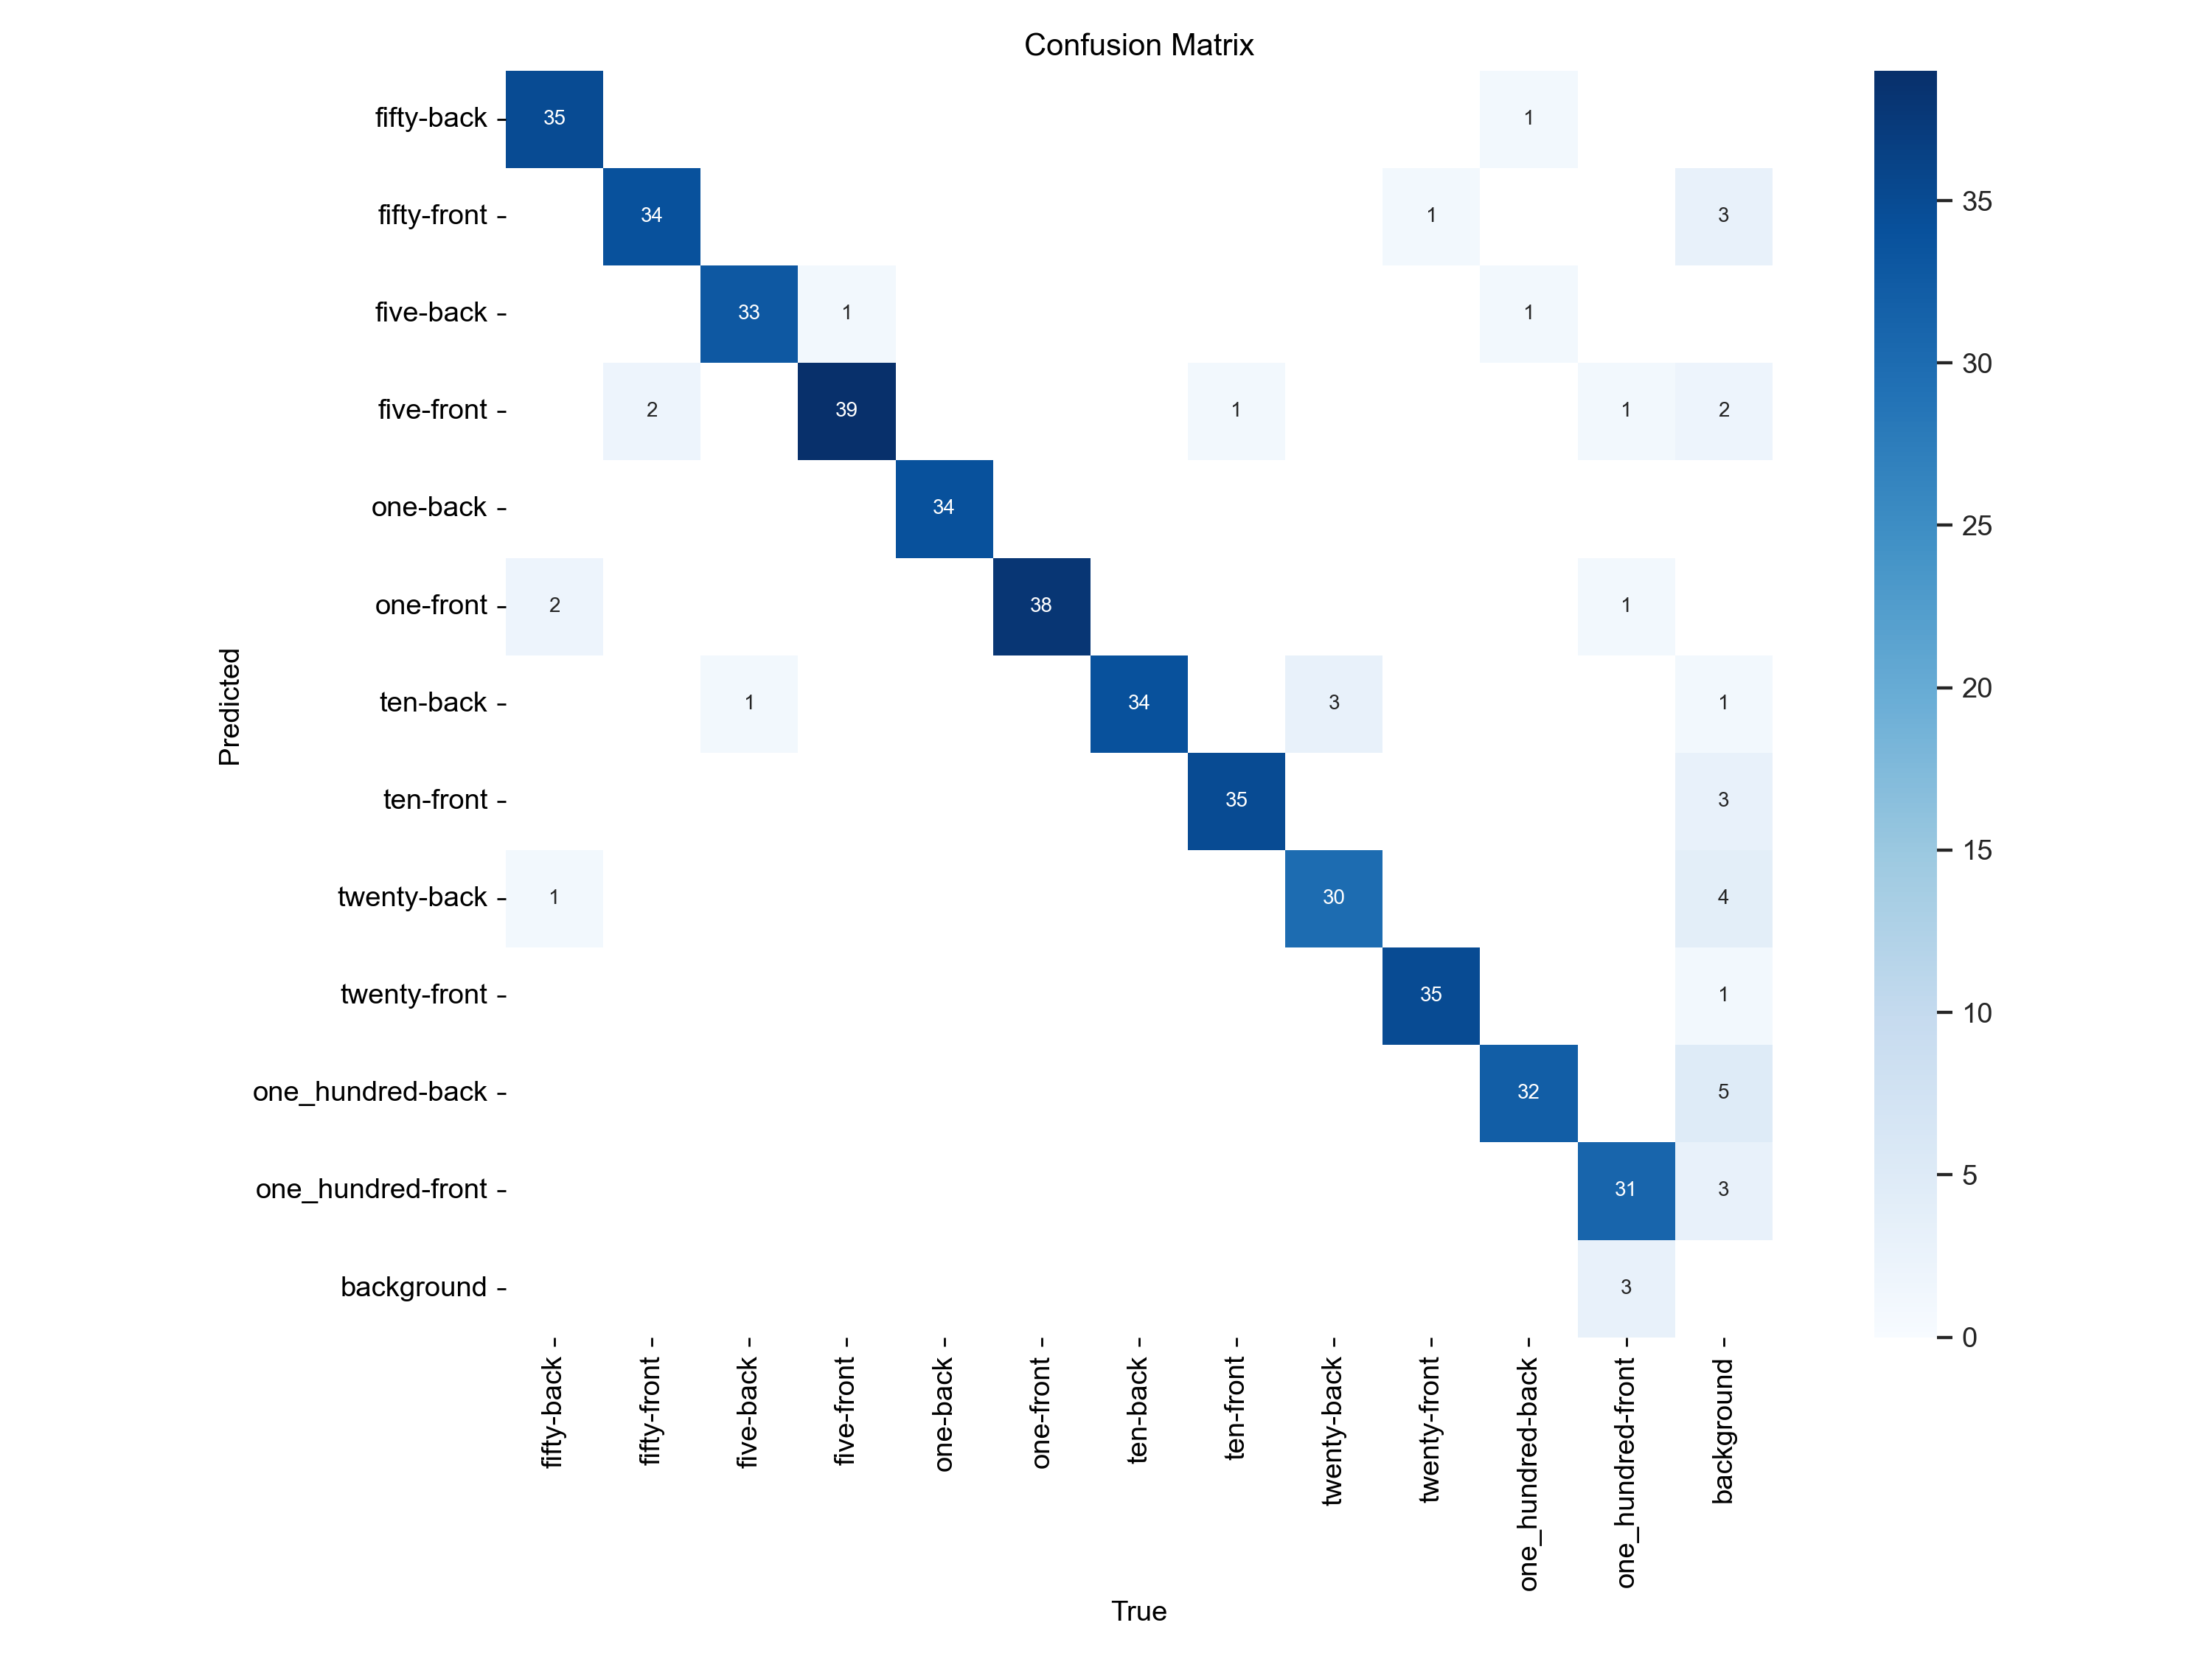 Confusion Matrix
fifty-back 35 1
fifty-front 34 1 3
five-back 33 1 1
five-front 2 39 1 1 2
one-back 34
one-front 2 38 1
ten-back 1 34 3 1
ten-front 35 3
twenty-back 1 30 4
twenty-front 35 1
one_hundred-back 32 5
one_hundred-front 31 3
background 3
Predicted
fifty-back
fifty-front
five-back
five-front
one-back
one-front
ten-back
ten-front
twenty-back
twenty-front
one_hundred-back
one_hundred-front
background
True
35
30
25
20
15
10
5
0